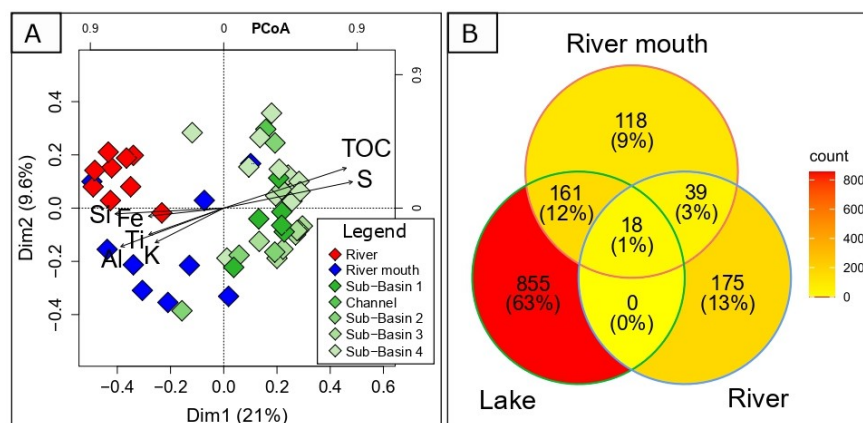 A
0.9
0
PCoA
0.9
0.4
0.2
0.0
−0.2
−0.4
Dim2 (9.6%)
0.9
0
TOC
S
Si
Fe
Ti
Al
K
Legend
River
River mouth
Sub−Basin 1
Channel
Sub−Basin 2
Sub−Basin 3
Sub−Basin 4
−0.4
−0.2
0.0
0.2
0.4
0.6
Dim1 (21%)
B
River mouth
118
(9%)
161
(12%)
39
(3%)
18
(1%)
855
(63%)
0
(0%)
175
(13%)
Lake
River
count
800
600
400
200
0